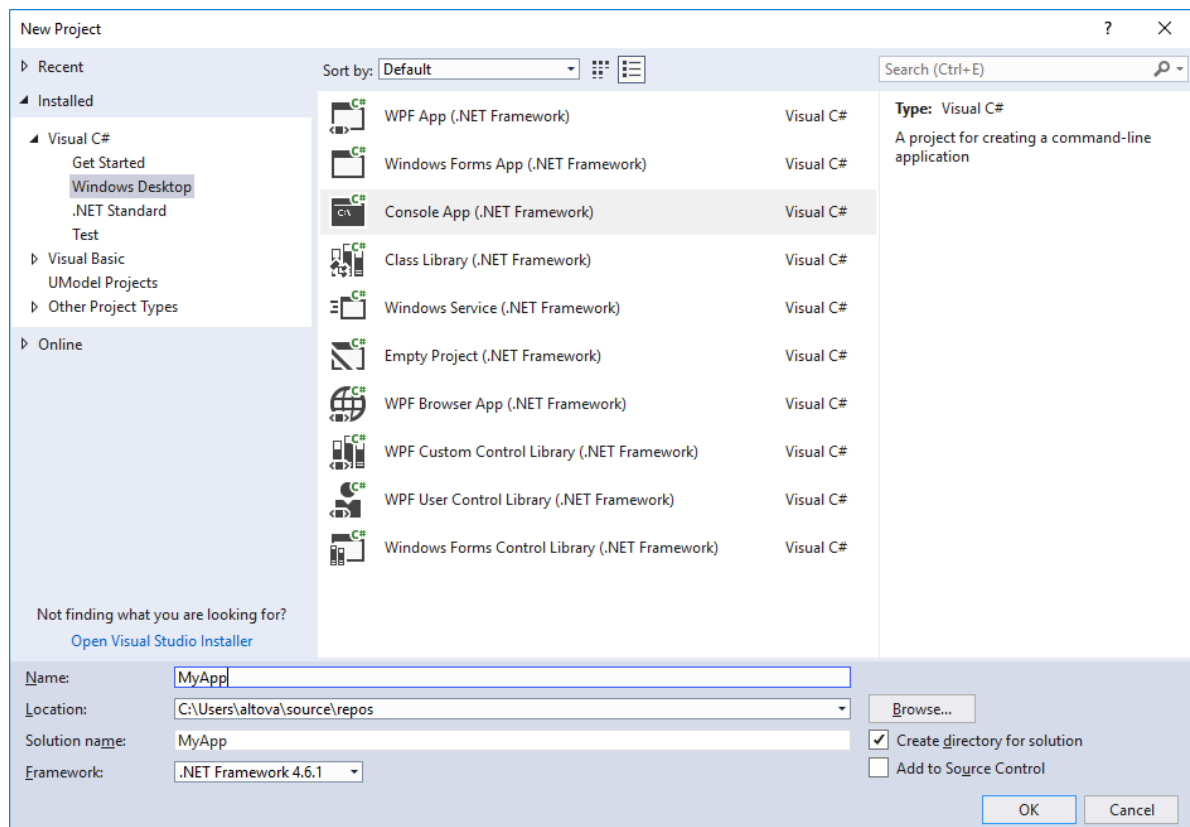 New Project
?
Recent
Installed
Visual C#
Get Started
Windows Desktop
.NET Standard
Test
Visual Basic
UModel Projects
Other Project Types
Online
Not finding what you are looking for?
Open Visual Studio Installer
Sort by: Default
Search (Ctrl+E)
C# WPF App (.NET Framework) Visual C#
C# Windows Forms App (.NET Framework) Visual C#
C# C:\ Console App (.NET Framework) Visual C#
C# Class Library (.NET Framework) Visual C#
C# Windows Service (.NET Framework) Visual C#
C# Empty Project (.NET Framework) Visual C#
C# WPF Browser App (.NET Framework) Visual C#
C# WPF Custom Control Library (.NET Framework) Visual C#
C# WPF User Control Library (.NET Framework) Visual C#
C# Windows Forms Control Library (.NET Framework) Visual C#
Type: Visual C#
A project for creating a command-line
application
Name: MyApp
Location: C:\Users\altova\source\repos Browse...
Solution name: MyApp Create directory for solution
Framework: .NET Framework 4.6.1 Add to Source Control
OK Cancel